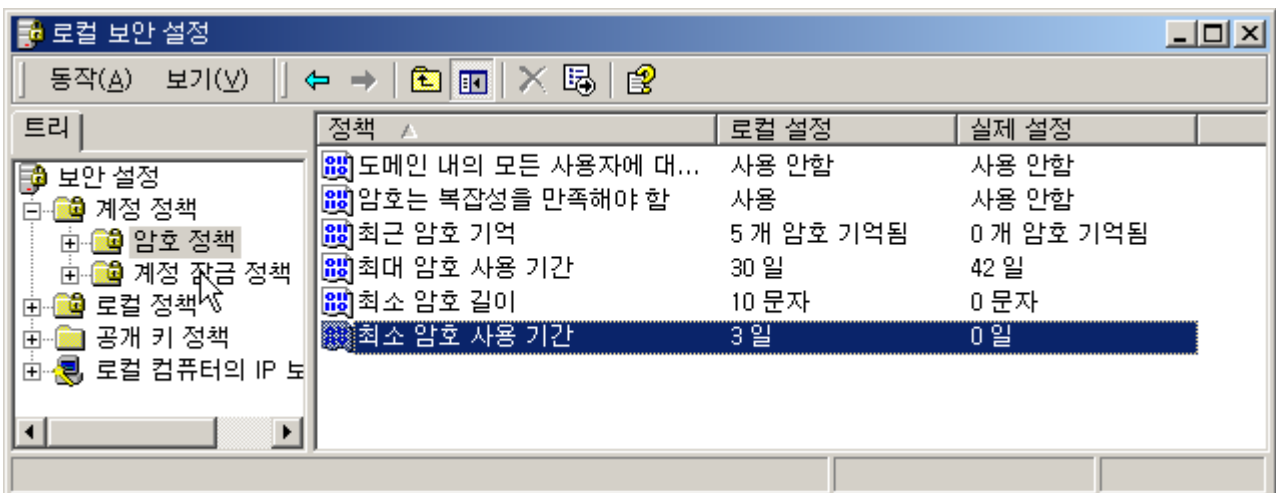 로컬 보안 설정
동작(A) 보기(V)
트리
보안 설정
계정 정책
암호 정책
계정 잠금 정책
로컬 정책
공개 키 정책
로컬 컴퓨터의 IP 보
정책 로컬 설정 실제 설정
도메인 내의 모든 사용자에 대... 사용 안함 사용 안함
암호는 복잡성을 만족해야 함 사용 사용 안함
최근 암호 기억 5 개 암호 기억됨 0 개 암호 기억됨
최대 암호 사용 기간 30 일 42 일
최소 암호 길이 10 문자 0 문자
최소 암호 사용 기간 3 일 0 일